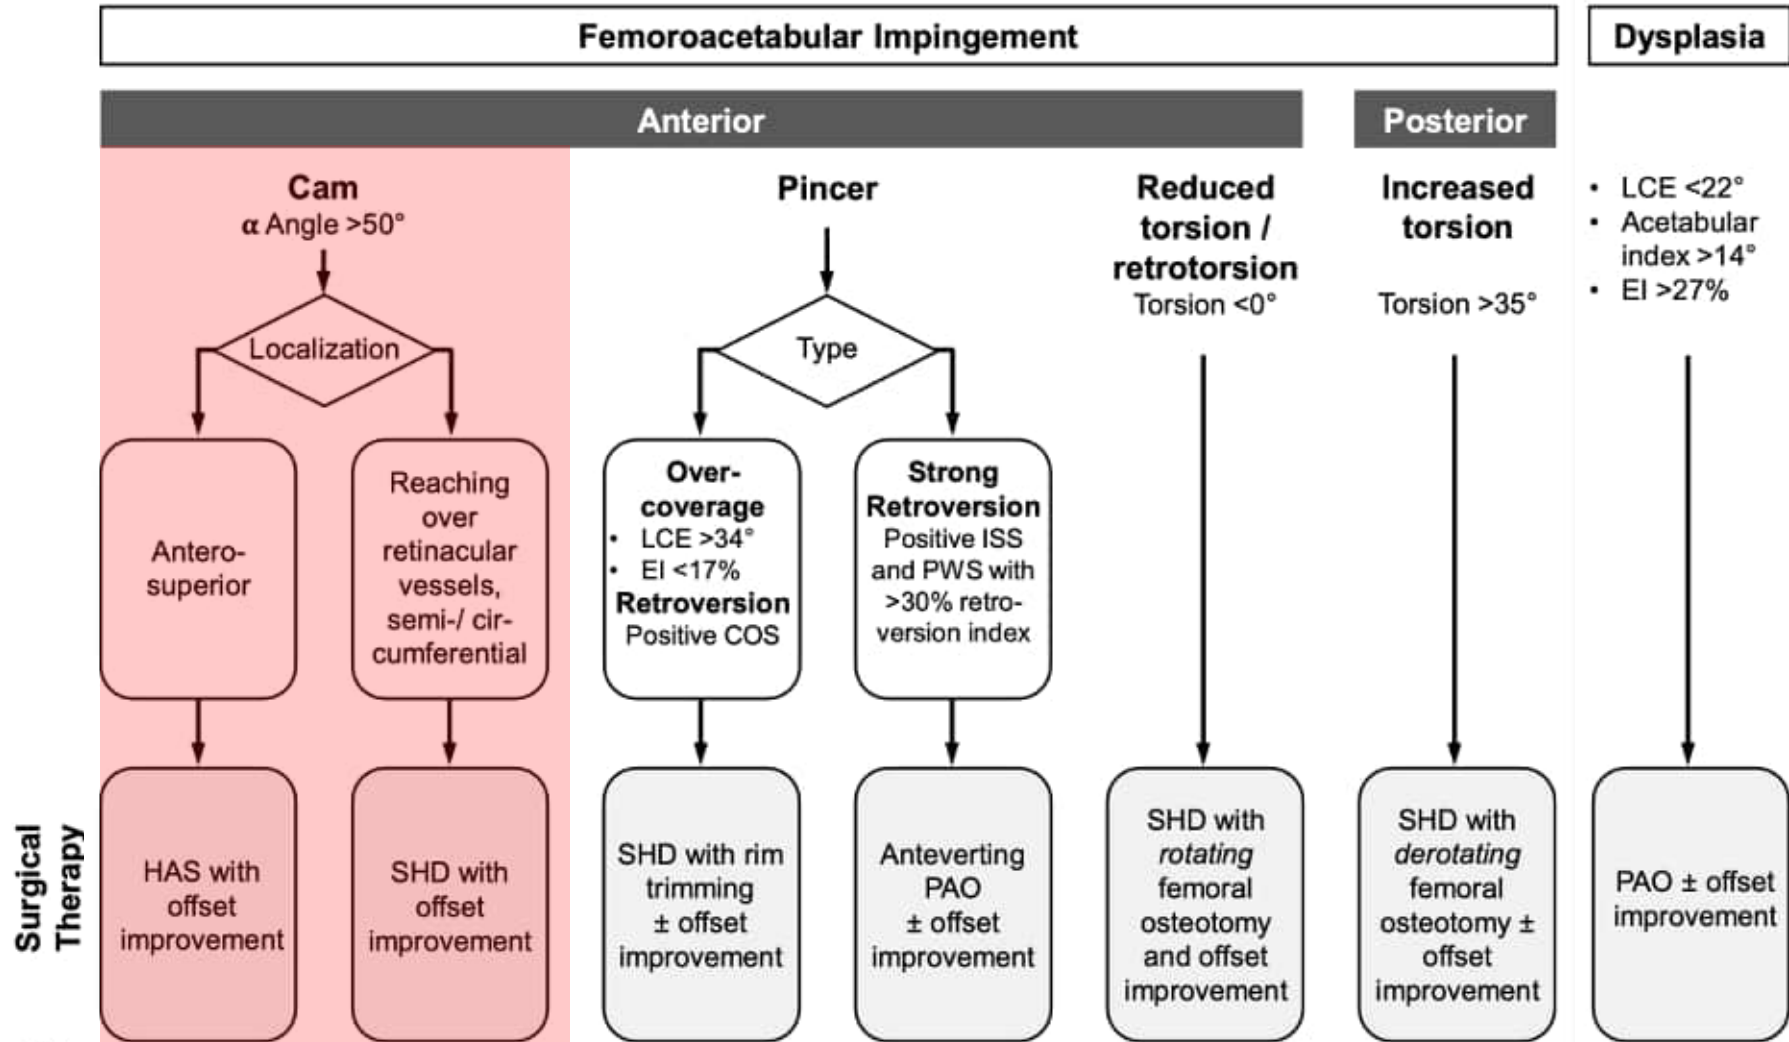 Femoroacetabular Impingement
Dysplasia
Anterior
Posterior
Cam
α Angle >50°
Localization
Antero-
superior
Reaching
over
retinacular
vessels,
semi-/ cir-
cumferential
Pincer
Type
Over-
coverage
• LCE >34°
• EI <17%
Retroversion
Positive COS
Strong
Retroversion
Positive ISS
and PWS with
>30% retro-
version index
Reduced
torsion /
retrotorsion
Torsion <0°
Increased
torsion
Torsion >35°
• LCE <22°
• Acetabular
index >14°
• EI >27%
Surgical
Therapy
HAS with
offset
improvement
SHD with
offset
improvement
SHD with rim
trimming
± offset
improvement
Anteverting
PAO
± offset
improvement
SHD with
rotating
femoral
osteotomy
and offset
improvement
SHD with
derotating
femoral
osteotomy ±
offset
improvement
PAO ± offset
improvement